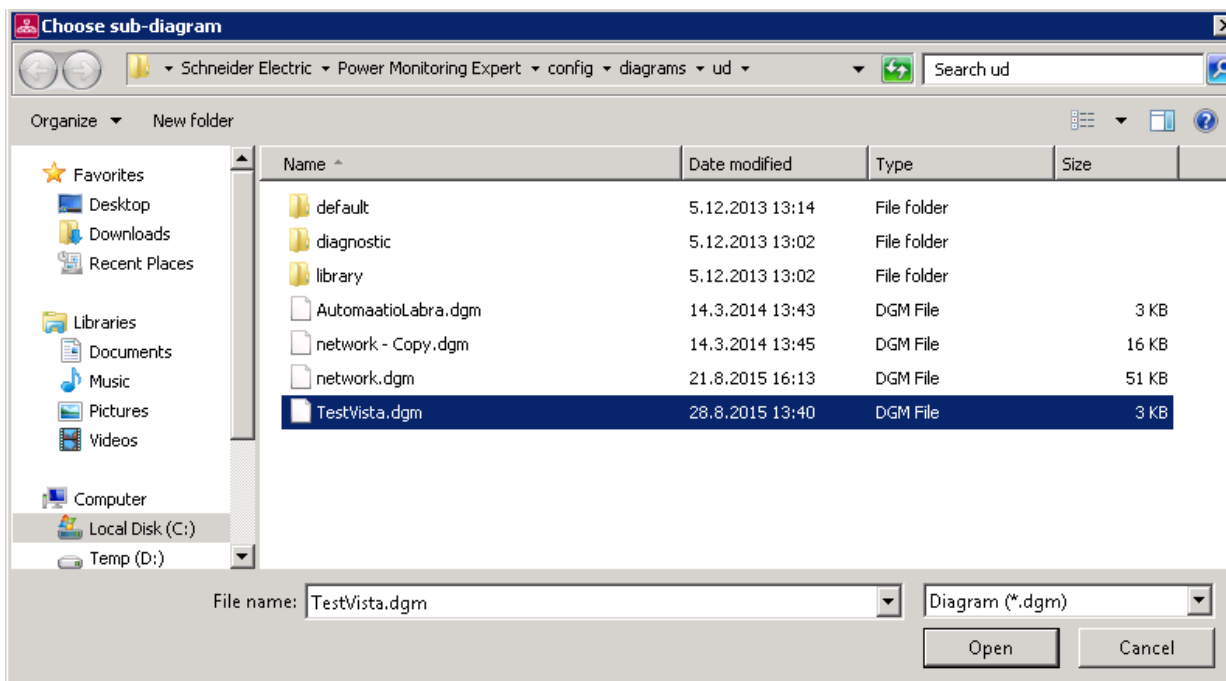 Choose sub-diagram
Schneider Electric Power Monitoring Expert config diagrams ud Search ud
Organize New folder
Name Date modified Type Size
Favorites
Desktop
Downloads
Recent Places
Libraries
Documents
Music
Pictures
Videos
Computer
Local Disk (C:)
Temp (D:)
default 5.12.2013 13:14 File folder
diagnostic 5.12.2013 13:02 File folder
library 5.12.2013 13:02 File folder
AutomaatioLabra.dgm 14.3.2014 13:43 DGM File 3 KB
network - Copy.dgm 14.3.2014 13:45 DGM File 16 KB
network.dgm 21.8.2015 16:13 DGM File 51 KB
TestVista.dgm 28.8.2015 13:40 DGM File 3 KB
File name: TestVista.dgm Diagram (*.dgm)
Open Cancel